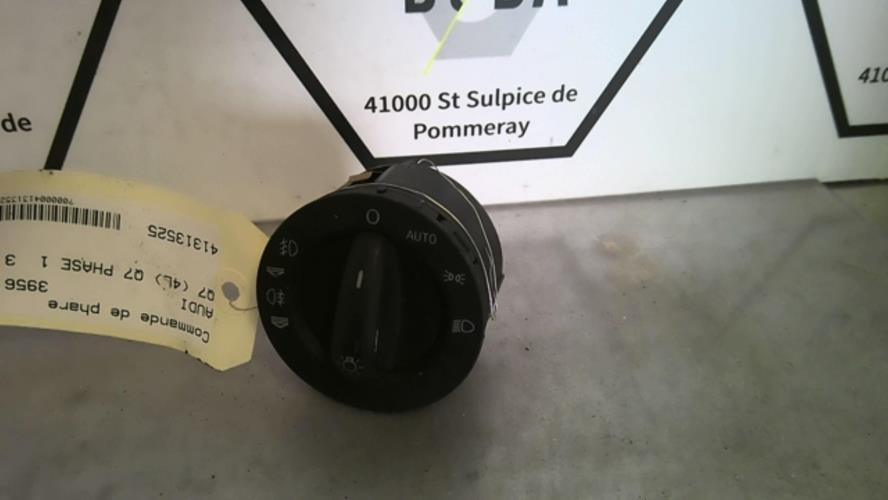 41000 St Sulpice de
Pommeray
de
410
O
AUTO
Commande de phare
3956
AUDI
Q7 (4L) Q7 PHASE 1 3
41313525